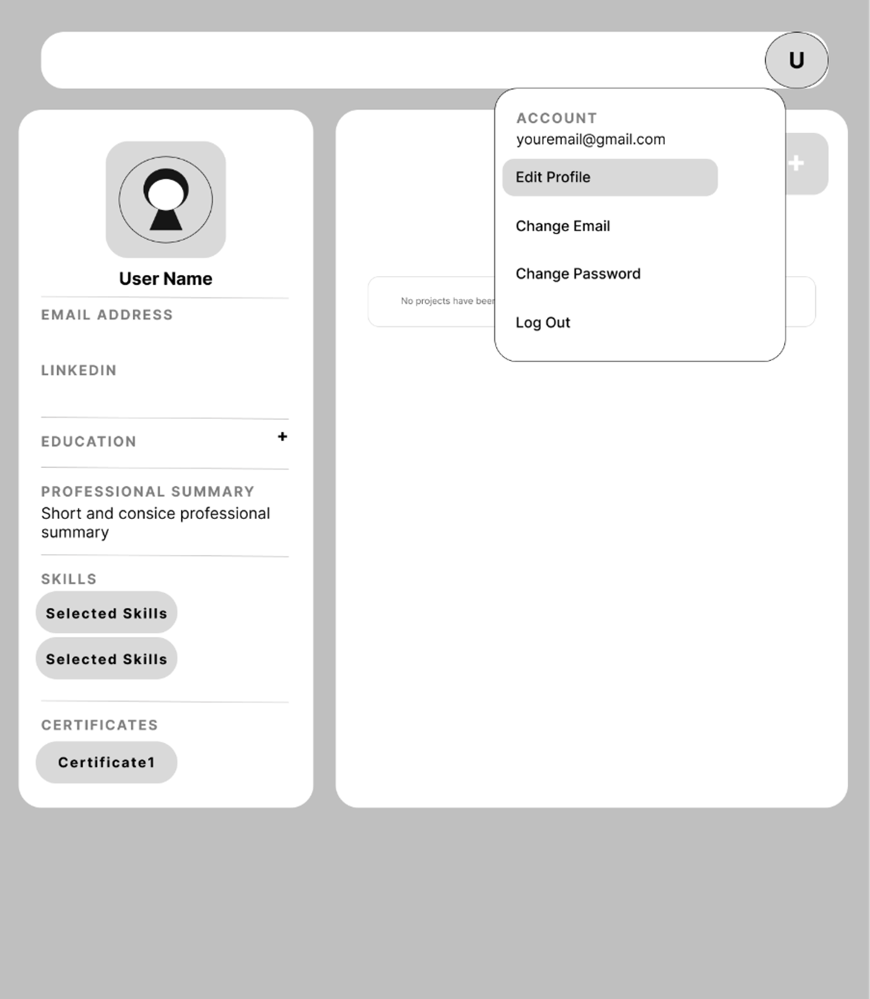 U
ACCOUNT
youremail@gmail.com
Edit Profile
Change Email
Change Password
Log Out
+
No projects have been
User Name
EMAIL ADDRESS
LINKEDIN
EDUCATION +
PROFESSIONAL SUMMARY
Short and consice professional
summary
SKILLS
Selected Skills
Selected Skills
CERTIFICATES
Certificate1